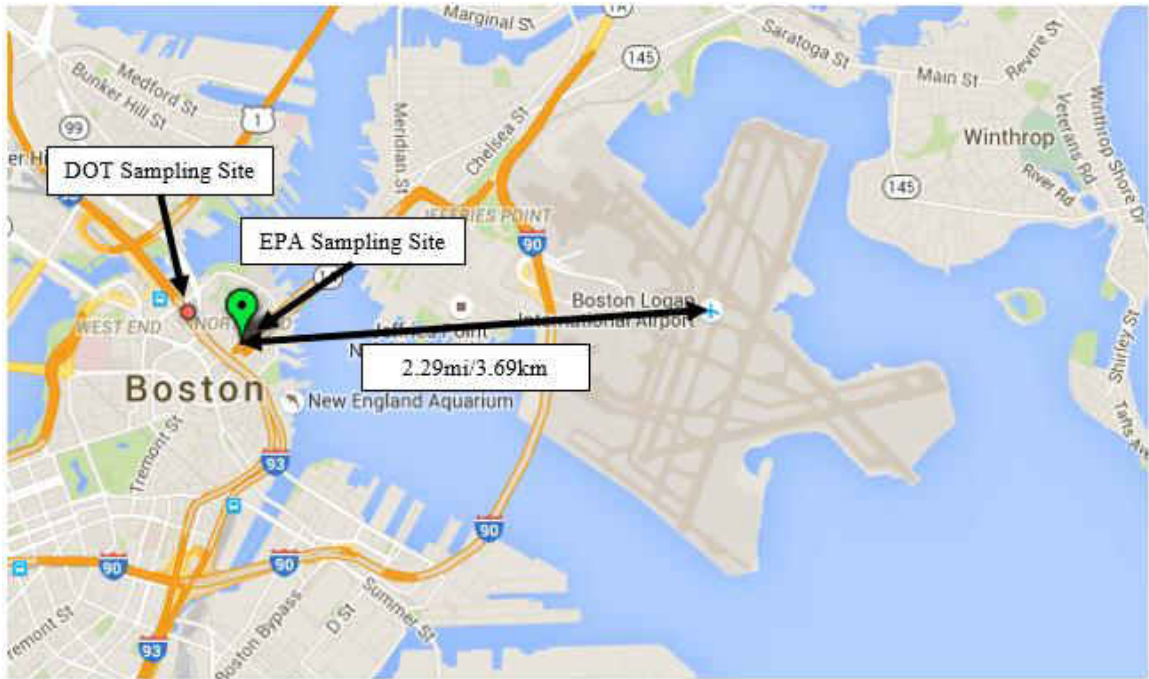 Marginal St
1A
Saratoga St
145
Medford St
Bunker Hill St
1
Main St
Revere St
99
Meridian St
Chelsea St
Winthrop
Veterans Rd
Winthrop Shore Dr
DOT Sampling Site
145
River Rd
JEFFRIES POINT
EPA Sampling Site
90
Boston Logan
International Airport
WEST END
Jeffries Point
2.29mi/3.69km
Shirley St
Boston
New England Aquarium
Tremont St
93
Tafts Ave
90
90
90
Summer St
Boston Bypass
D St
Tremont St
93